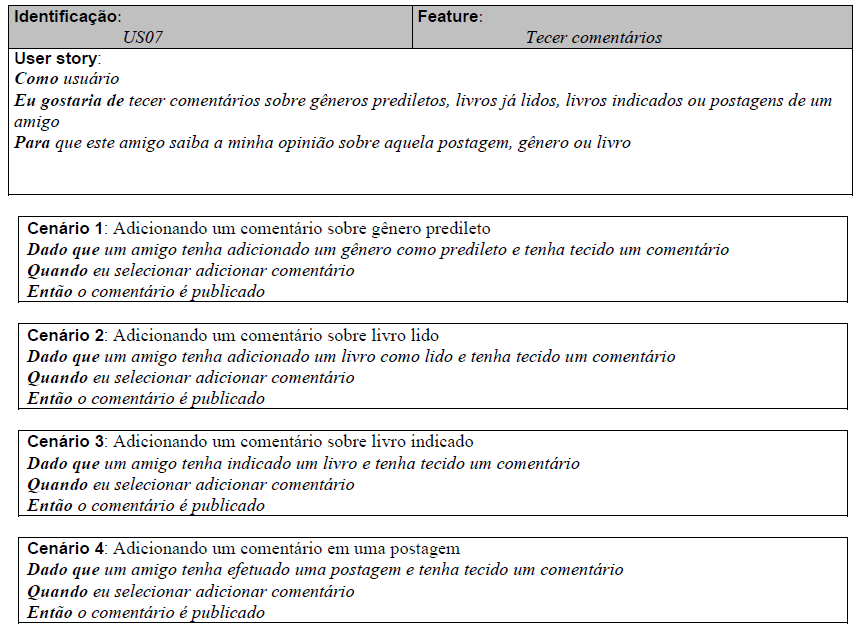 Identificação: Feature:
US07 Tecer comentários
User story:
Como usuário
Eu gostaria de tecer comentários sobre gêneros prediletos, livros já lidos, livros indicados ou postagens de um
amigo
Para que este amigo saiba a minha opinião sobre aquela postagem, gênero ou livro
Cenário 1: Adicionando um comentário sobre gênero predileto
Dado que um amigo tenha adicionado um gênero como predileto e tenha tecido um comentário
Quando eu selecionar adicionar comentário
Então o comentário é publicado
Cenário 2: Adicionando um comentário sobre livro lido
Dado que um amigo tenha adicionado um livro como lido e tenha tecido um comentário
Quando eu selecionar adicionar comentário
Então o comentário é publicado
Cenário 3: Adicionando um comentário sobre livro indicado
Dado que um amigo tenha indicado um livro e tenha tecido um comentário
Quando eu selecionar adicionar comentário
Então o comentário é publicado
Cenário 4: Adicionando um comentário em uma postagem
Dado que um amigo tenha efetuado uma postagem e tenha tecido um comentário
Quando eu selecionar adicionar comentário
Então o comentário é publicado